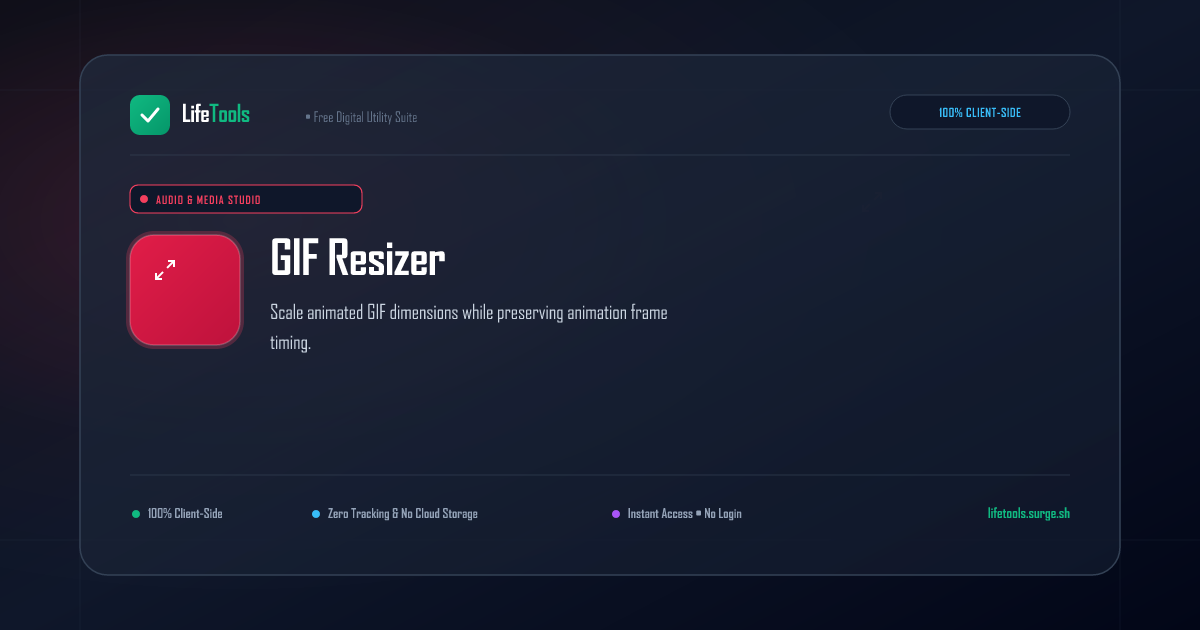 LifeTools
▪ Free Digital Utility Suite
100% CLIENT-SIDE
AUDIO & MEDIA STUDIO
GIF Resizer
Scale animated GIF dimensions while preserving animation frame
timing.
100% Client-Side
Zero Tracking & No Cloud Storage
Instant Access ▪ No Login
lifetools.surge.sh